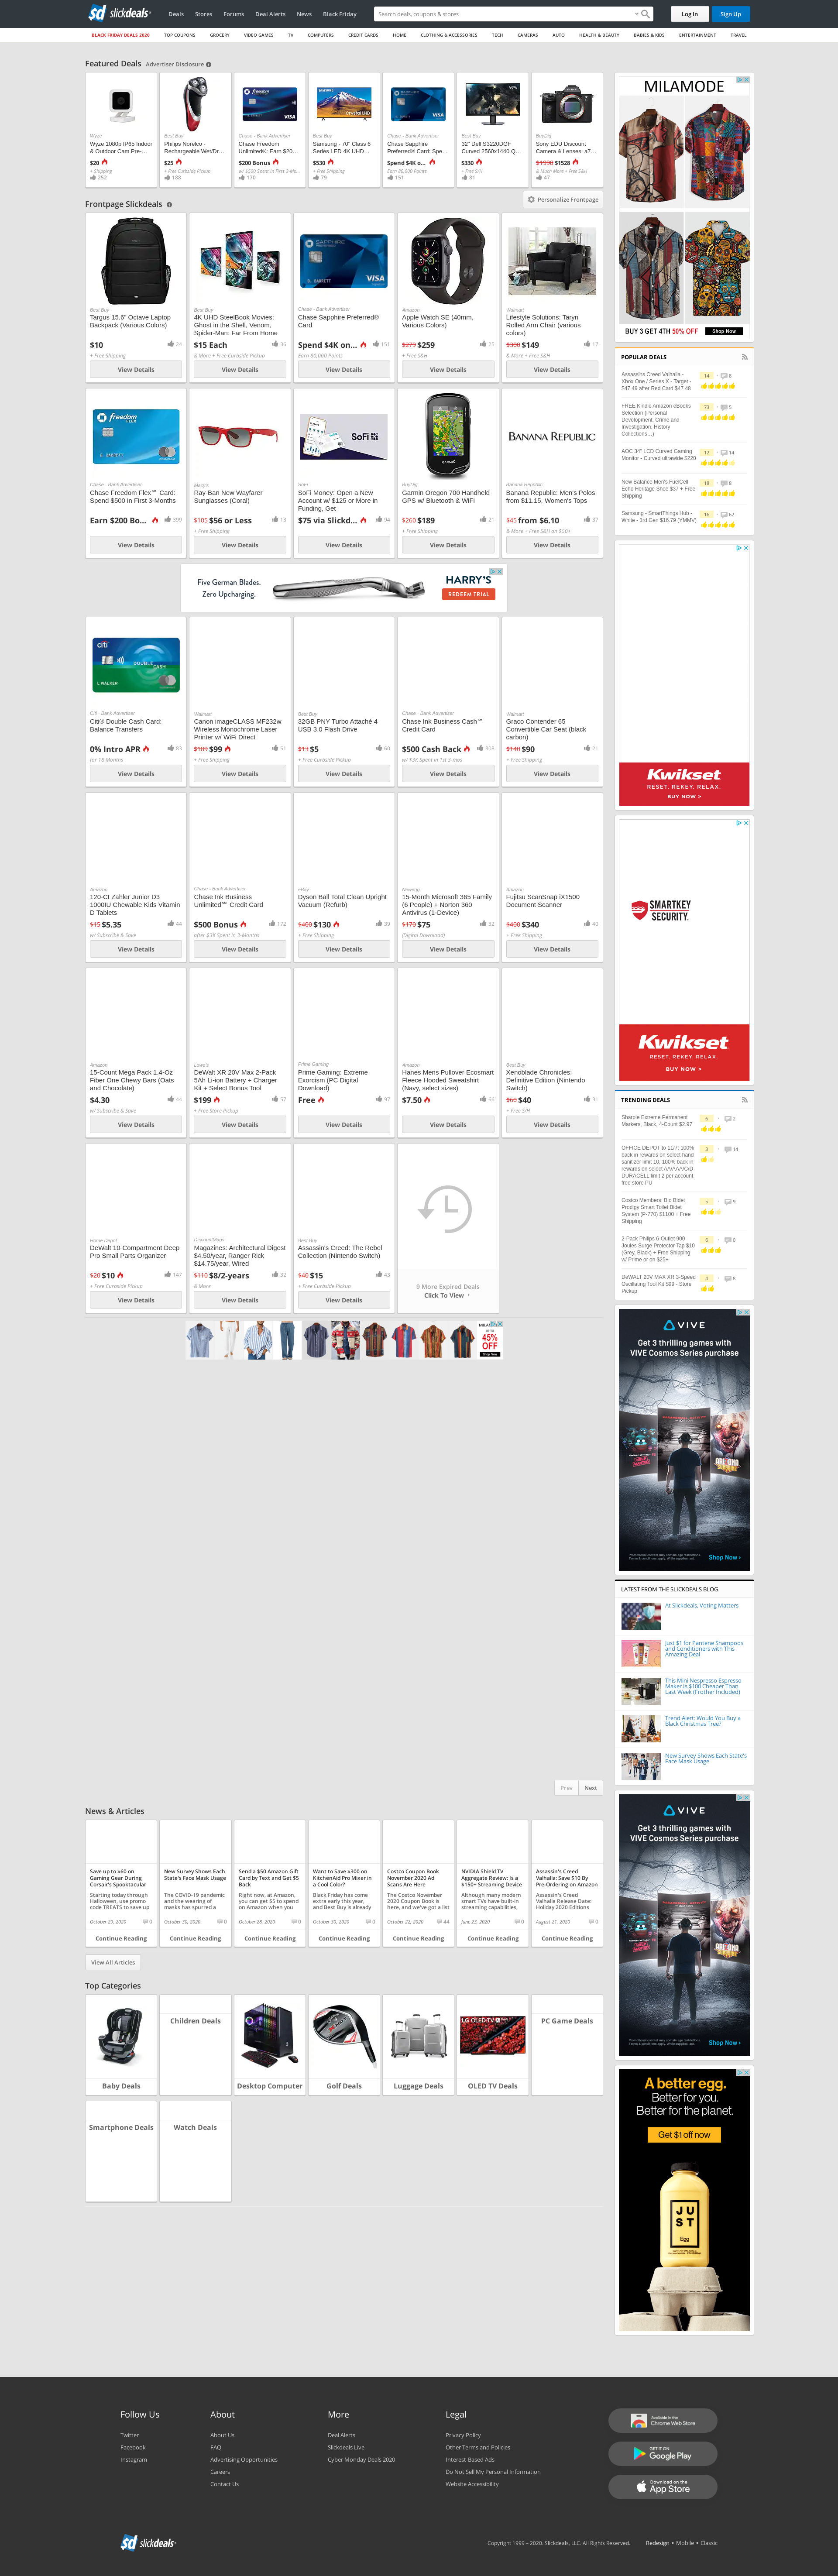 slickdeals
Deals
Stores
Forums
Deal Alerts
News
Black Friday
Search deals, coupons & stores
Log In
Sign Up
BLACK FRIDAY DEALS 2020
TOP COUPONS
GROCERY
VIDEO GAMES
TV
COMPUTERS
CREDIT CARDS
HOME
CLOTHING & ACCESSORIES
TECH
CAMERAS
AUTO
HEALTH & BEAUTY
BABIES & KIDS
ENTERTAINMENT
TRAVEL
Featured Deals
Advertiser Disclosure
Wyze
Wyze 1080p IP65 Indoor
& Outdoor Cam Pre-...
$20
+ Shipping
252
Best Buy
Philips Norelco -
Rechargeable Wet/Dr...
$25
+ Free Curbside Pickup
188
Chase - Bank Advertiser
Chase Freedom
Unlimited®: Earn $20...
$200 Bonus
w/ $500 Spent in First 3-Mo...
170
Best Buy
Samsung - 70" Class 6
Series LED 4K UHD...
$530
+ Free Shipping
79
Chase - Bank Advertiser
Chase Sapphire
Preferred® Card: Spe...
Spend $4K o...
Earn 80,000 Points
151
Best Buy
32" Dell S3220DGF
Curved 2560x1440 Q...
$330
+ Free S/H
81
BuyDig
Sony EDU Discount
Camera & Lenses: a7...
$1998 $1528
& Much More + Free S&H
47
Frontpage Slickdeals
Personalize Frontpage
Best Buy
Targus 15.6" Octave Laptop
Backpack (Various Colors)
$10
24
+ Free Shipping
View Details
Best Buy
4K UHD SteelBook Movies:
Ghost in the Shell, Venom,
Spider-Man: Far From Home
$15 Each
36
& More + Free Curbside Pickup
View Details
Chase - Bank Advertiser
Chase Sapphire Preferred®
Card
Spend $4K on...
151
Earn 80,000 Points
View Details
Amazon
Apple Watch SE (40mm,
Various Colors)
$279 $259
25
+ Free S&H
View Details
Walmart
Lifestyle Solutions: Taryn
Rolled Arm Chair (various
colors)
$300 $149
17
& More + Free S&H
View Details
Chase - Bank Advertiser
Chase Freedom Flex℠ Card:
Spend $500 in First 3-Months
Earn $200 Bo...
399
View Details
Macy's
Ray-Ban New Wayfarer
Sunglasses (Coral)
$105 $56 or Less
13
+ Free Shipping
View Details
SoFi
SoFi
SoFi Money: Open a New
Account w/ $125 or More in
Funding, Get
$75 via Slickd...
94
View Details
BuyDig
Garmin Oregon 700 Handheld
GPS w/ Bluetooth & WiFi
$260 $189
21
+ Free Shipping
View Details
BANANA REPUBLIC
Banana Republic
Banana Republic: Men's Polos
from $11.15, Women's Tops
$45 from $6.10
37
& More + Free S&H on $50+
View Details
Five German Blades.
Zero Upcharging.
HARRY'S
REDEEM TRIAL
citi
DOUBLE CASH
L WALKER
Citi - Bank Advertiser
Citi® Double Cash Card:
Balance Transfers
0% Intro APR
83
for 18 Months
View Details
Walmart
Canon imageCLASS MF232w
Wireless Monochrome Laser
Printer w/ WiFi Direct
$189 $99
51
+ Free Shipping
View Details
Best Buy
32GB PNY Turbo Attaché 4
USB 3.0 Flash Drive
$13 $5
60
+ Free Curbside Pickup
View Details
Chase - Bank Advertiser
Chase Ink Business Cash℠
Credit Card
$500 Cash Back
308
w/ $3K Spent in 1st 3-mos
View Details
Walmart
Graco Contender 65
Convertible Car Seat (black
carbon)
$140 $90
21
+ Free Shipping
View Details
Amazon
120-Ct Zahler Junior D3
1000IU Chewable Kids Vitamin
D Tablets
$15 $5.35
44
w/ Subscribe & Save
View Details
Chase - Bank Advertiser
Chase Ink Business
Unlimited℠ Credit Card
$500 Bonus
172
after $3K Spent in 3-Months
View Details
eBay
Dyson Ball Total Clean Upright
Vacuum (Refurb)
$400 $130
39
+ Free Shipping
View Details
Newegg
15-Month Microsoft 365 Family
(6 People) + Norton 360
Antivirus (1-Device)
$170 $75
32
(Digital Download)
View Details
Amazon
Fujitsu ScanSnap iX1500
Document Scanner
$400 $340
40
+ Free Shipping
View Details
Amazon
15-Count Mega Pack 1.4-Oz
Fiber One Chewy Bars (Oats
and Chocolate)
$4.30
44
w/ Subscribe & Save
View Details
Lowe's
DeWalt XR 20V Max 2-Pack
5Ah Li-ion Battery + Charger
Kit + Select Bonus Tool
$199
57
+ Free Store Pickup
View Details
Prime Gaming
Prime Gaming: Extreme
Exorcism (PC Digital
Download)
Free
97
View Details
Amazon
Hanes Mens Pullover Ecosmart
Fleece Hooded Sweatshirt
(Navy, select sizes)
$7.50
66
View Details
Best Buy
Xenoblade Chronicles:
Definitive Edition (Nintendo
Switch)
$60 $40
31
+ Free S/H
View Details
Home Depot
DeWalt 10-Compartment Deep
Pro Small Parts Organizer
$20 $10
147
+ Free Curbside Pickup
View Details
DiscountMags
Magazines: Architectural Digest
$4.50/year, Ranger Rick
$14.75/year, Wired
$110 $8/2-years
32
& More
View Details
Best Buy
Assassin's Creed: The Rebel
Collection (Nintendo Switch)
$40 $15
43
+ Free Curbside Pickup
View Details
9 More Expired Deals
Click To View
45%
OFF
Prev
Next
News & Articles
Save up to $60 on
Gaming Gear During
Corsair's Spooktacular
Starting today through
Halloween, use promo
code TREATS to save up
October 29, 2020
0
Continue Reading
New Survey Shows Each
State's Face Mask Usage
The COVID-19 pandemic
and the wearing of
masks has spurred a
October 30, 2020
0
Continue Reading
Send a $50 Amazon Gift
Card by Text and Get $5
Back
Right now, at Amazon,
you can get $5 to spend
on Amazon when you
October 28, 2020
0
Continue Reading
Want to Save $300 on
KitchenAid Pro Mixer in
a Cool Color?
Black Friday has come
extra early this year,
and Best Buy is already
October 30, 2020
0
Continue Reading
Costco Coupon Book
November 2020 Ad
Scans Are Here
The Costco November
2020 Coupon Book is
here, and we've got a list
October 22, 2020
44
Continue Reading
NVIDIA Shield TV
Aggregate Review: Is a
$150+ Streaming Device
Although many modern
smart TVs have built-in
streaming capabilities,
June 23, 2020
0
Continue Reading
Assassin's Creed
Valhalla: Save $10 By
Pre-Ordering on Amazon
Assassin's Creed
Valhalla Release Date:
Holiday 2020 Editions
August 21, 2020
0
Continue Reading
View All Articles
Top Categories
Baby Deals
Children Deals
Desktop Computer
Golf Deals
Luggage Deals
OLED TV Deals
PC Game Deals
Smartphone Deals
Watch Deals
MILAMODE
BUY 3 GET 4TH 50% OFF
Shop Now
POPULAR DEALS
Assassins Creed Valhalla -
Xbox One / Series X - Target -
$47.49 after Red Card $47.48
14
8
FREE Kindle Amazon eBooks
Selection (Personal
Development, Crime and
Investigation, History
Collections...)
73
5
AOC 34" LCD Curved Gaming
Monitor - Curved ultrawide $220
12
14
New Balance Men's FuelCell
Echo Heritage Shoe $37 + Free
Shipping
18
8
Samsung - SmartThings Hub -
White - 3rd Gen $16.79 (YMMV)
16
62
Kwikset
RESET. REKEY. RELAX.
BUY NOW >
SMARTKEY
SECURITY
Kwikset
RESET. REKEY. RELAX.
BUY NOW >
TRENDING DEALS
Sharpie Extreme Permanent
Markers, Black, 4-Count $2.97
6
2
OFFICE DEPOT to 11/7: 100%
back in rewards on select hand
sanitizer limit 10, 100% back in
rewards on select AA/AAA/C/D
DURACELL limit 2 per account
free store PU
3
14
Costco Members: Bio Bidet
Prodigy Smart Toilet Bidet
System (P-770) $1100 + Free
Shipping
5
9
2-Pack Philips 6-Outlet 900
Joules Surge Protector Tap $10
(Grey, Black) + Free Shipping
w/ Prime or on $25+
6
0
DeWALT 20V MAX XR 3-Speed
Oscillating Tool Kit $99 - Store
Pickup
4
8
VIVE
Get 3 thrilling games with
VIVE Cosmos Series purchase
Shop Now ›
LATEST FROM THE SLICKDEALS BLOG
At Slickdeals, Voting Matters
Just $1 for Pantene Shampoos
and Conditioners with This
Amazing Deal
This Mini Nespresso Espresso
Maker Is $100 Cheaper Than
Last Week (Frother Included)
Trend Alert: Would You Buy a
Black Christmas Tree?
New Survey Shows Each State's
Face Mask Usage
VIVE
Get 3 thrilling games with
VIVE Cosmos Series purchase
Shop Now ›
A better egg.
Better for you.
Better for the planet.
Get $1 off now
JUST
Egg
Follow Us
Twitter
Facebook
Instagram
About
About Us
FAQ
Advertising Opportunities
Careers
Contact Us
More
Deal Alerts
Slickdeals Live
Cyber Monday Deals 2020
Legal
Privacy Policy
Other Terms and Policies
Interest-Based Ads
Do Not Sell My Personal Information
Website Accessibility
Available in the
Chrome Web Store
GET IT ON
Google Play
Download on the
App Store
slickdeals
Copyright 1999 – 2020. Slickdeals, LLC. All Rights Reserved.
Redesign • Mobile • Classic